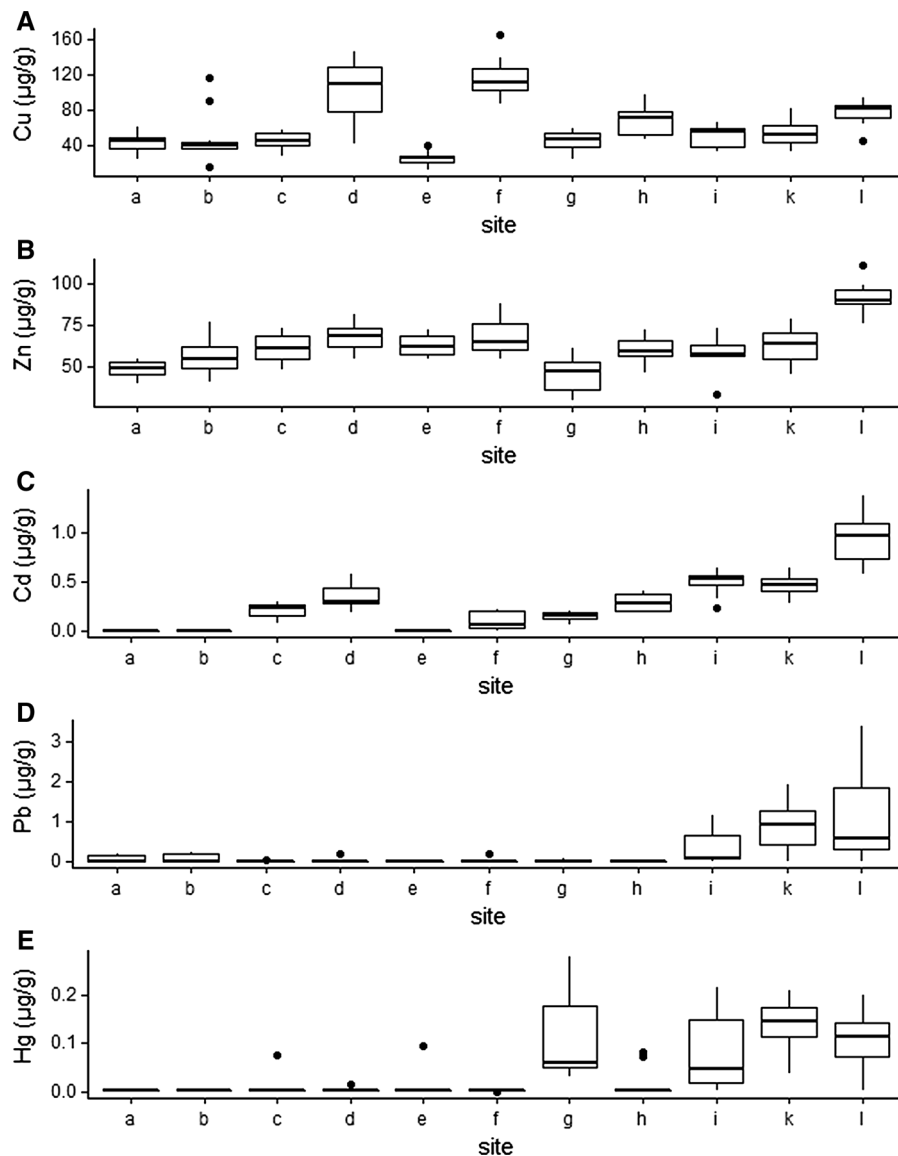 A
Cu (µg/g)
160
120
80
40
a b c d e f g h i k l
site
B
Zn (µg/g)
100
75
50
a b c d e f g h i k l
site
C
Cd (µg/g)
1.0
0.5
0.0
a b c d e f g h i k l
site
D
Pb (µg/g)
3
2
1
0
a b c d e f g h i k l
site
E
Hg (µg/g)
0.2
0.1
0.0
a b c d e f g h i k l
site